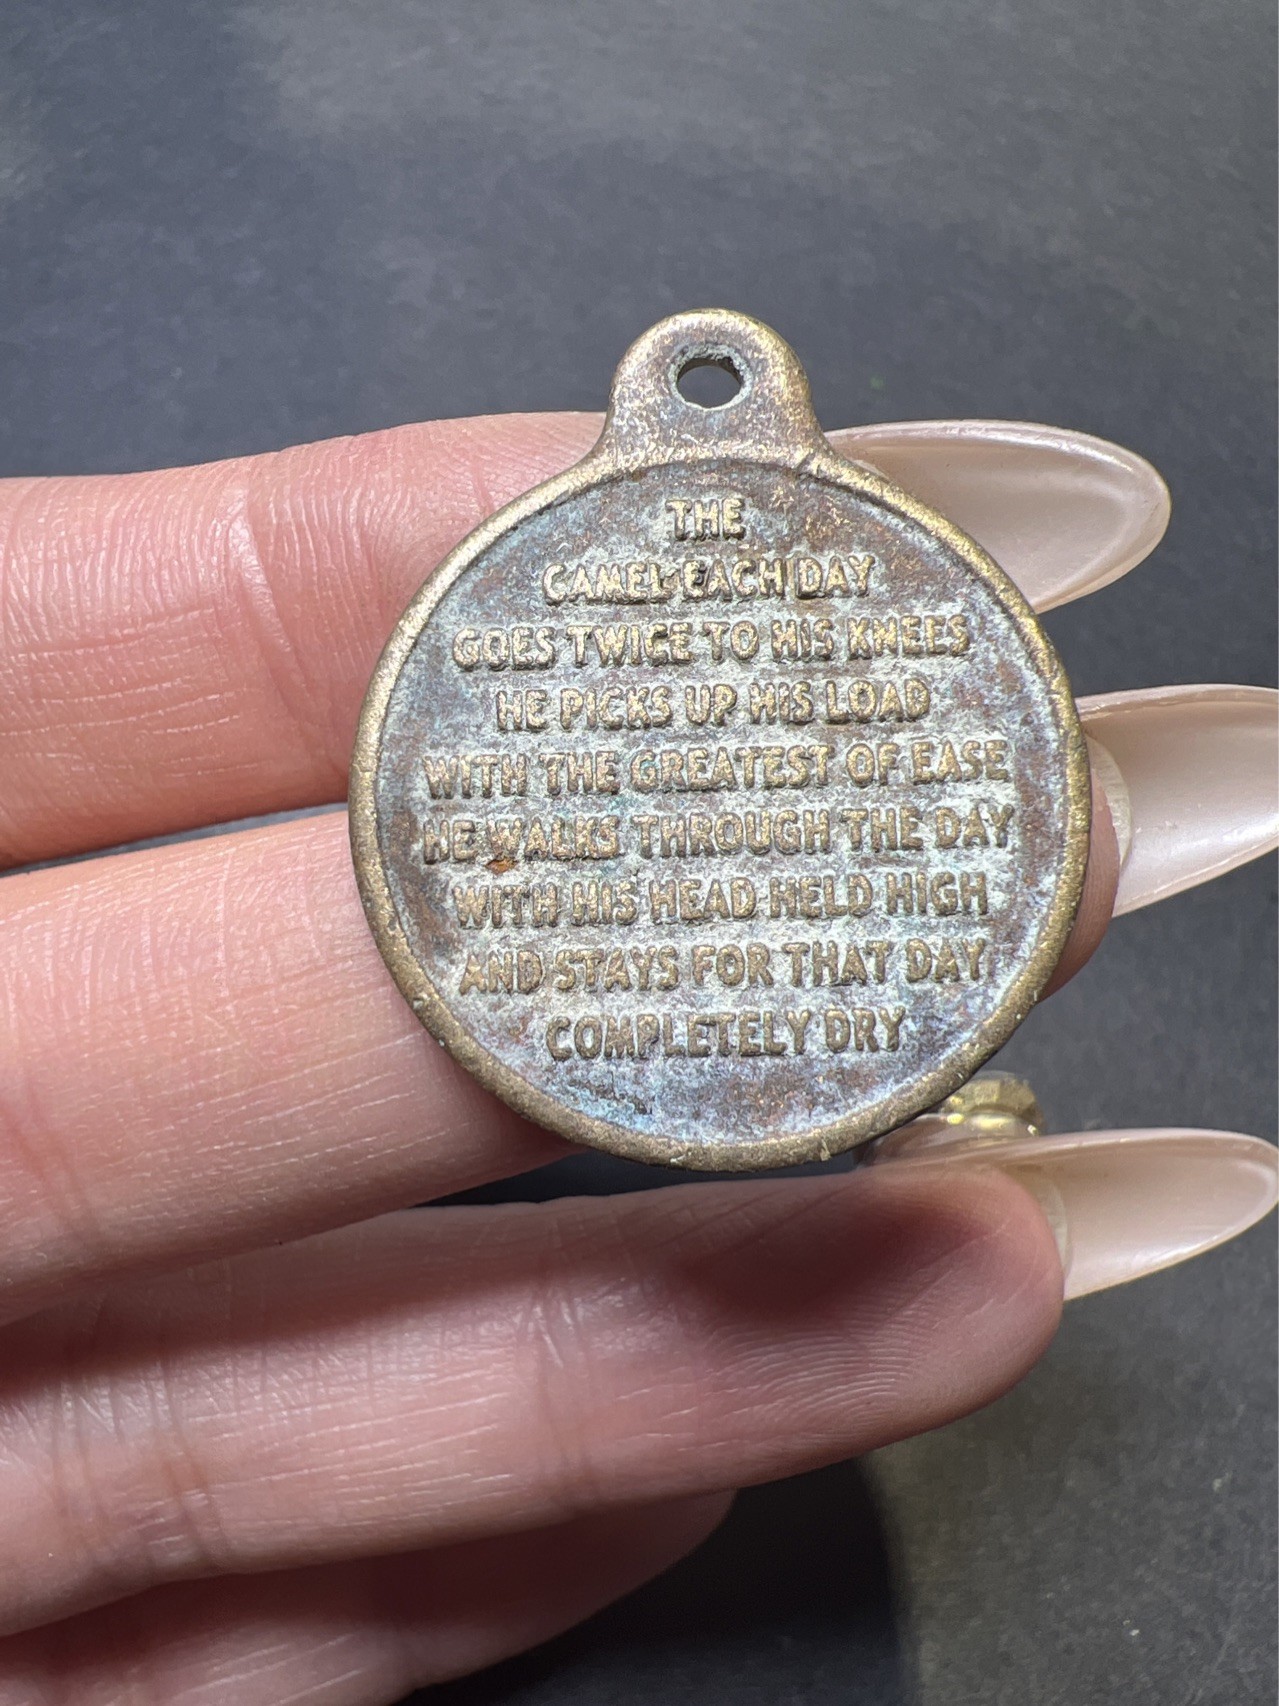 THE
CAMEL EACH DAY
GOES TWICE TO HIS KNEES
HE PICKS UP HIS LOAD
WITH THE GREATEST OF EASE
HE WALKS THROUGH THE DAY
WITH HIS HEAD HELD HIGH
AND STAYS FOR THAT DAY
COMPLETELY DRY